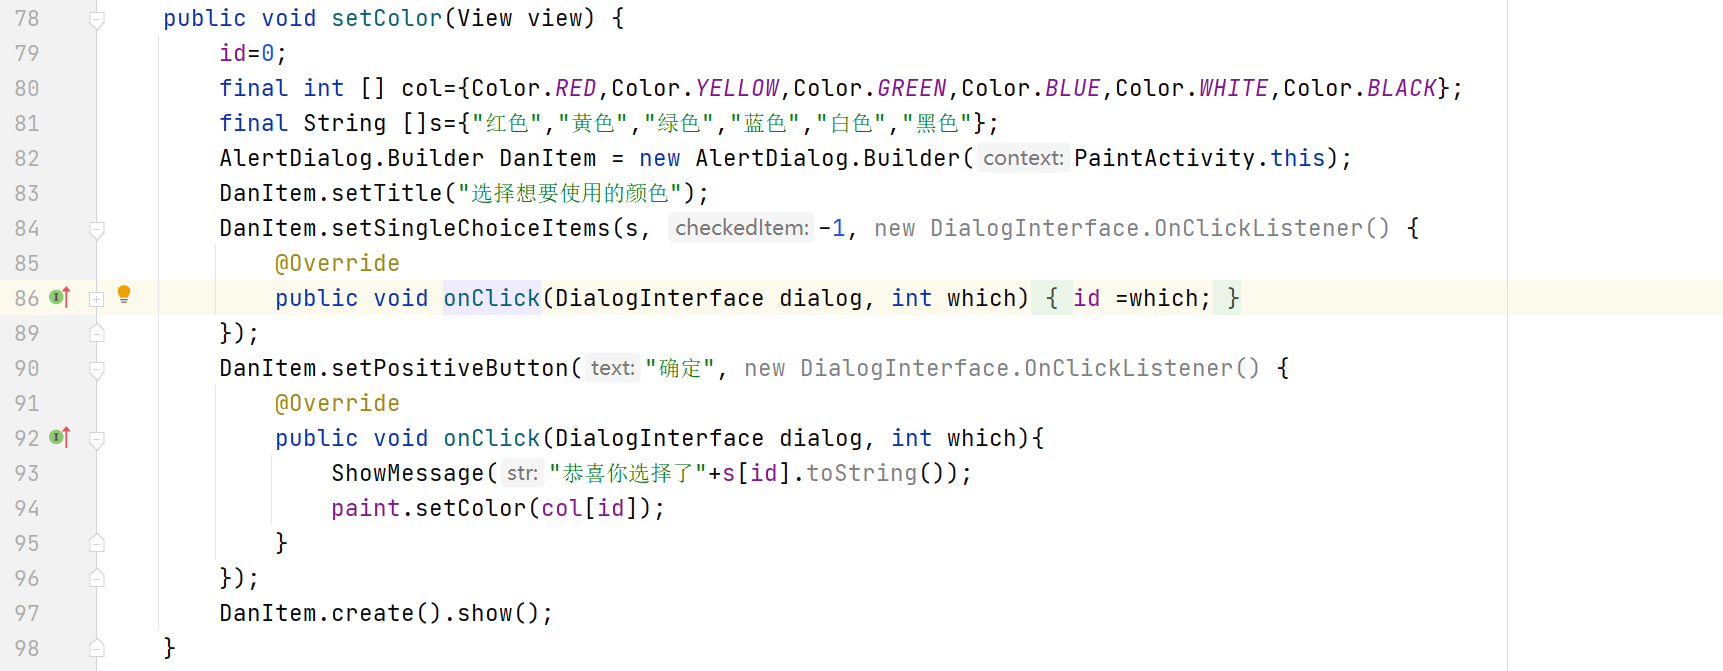 78 public void setColor(View view) {
79 id=0;
80 final int [] col={Color.RED,Color.YELLOW,Color.GREEN,Color.BLUE,Color.WHITE,Color.BLACK};
81 final String []s={"红色","黄色","绿色","蓝色","白色","黑色"};
82 AlertDialog.Builder DanItem = new AlertDialog.Builder( context: PaintActivity.this);
83 DanItem.setTitle("选择想要使用的颜色");
84 DanItem.setSingleChoiceItems(s, checkedItem: -1, new DialogInterface.OnClickListener() {
85 @Override
86 public void onClick(DialogInterface dialog, int which) { id =which; }
89 });
90 DanItem.setPositiveButton( text: "确定", new DialogInterface.OnClickListener() {
91 @Override
92 public void onClick(DialogInterface dialog, int which){
93 ShowMessage( str: "恭喜你选择了"+s[id].toString());
94 paint.setColor(col[id]);
95 }
96 });
97 DanItem.create().show();
98 }